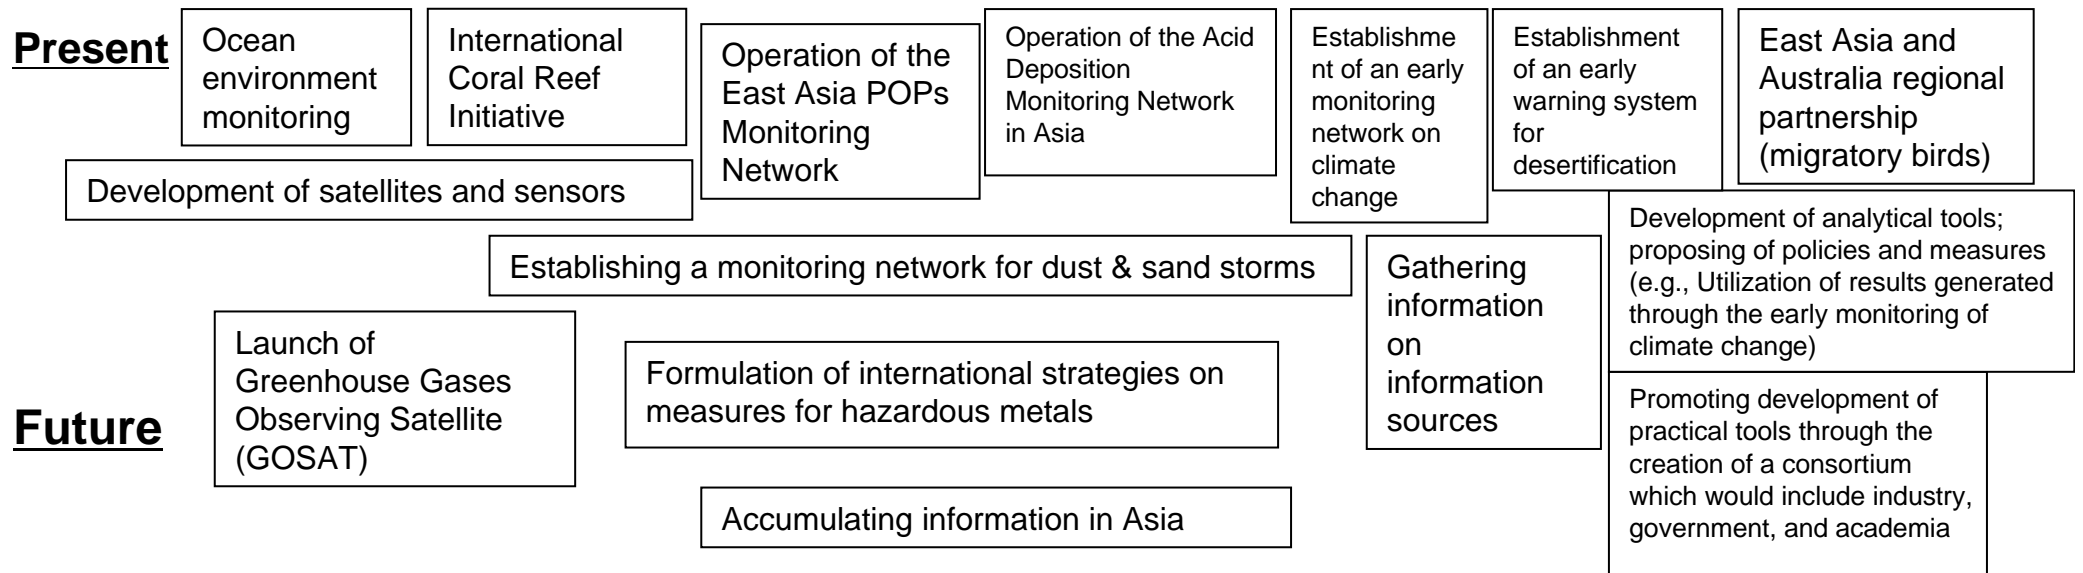 Present
Ocean
environment
monitoring
International
Coral Reef
Initiative
Operation of the
East Asia POPs
Monitoring
Network
Operation of the Acid
Deposition
Monitoring Network
in Asia
Establishme
nt of an early
monitoring
network on
climate
change
Establishment
of an early
warning system
for
desertification
East Asia and
Australia regional
partnership
(migratory birds)
Development of satellites and sensors
Establishing a monitoring network for dust & sand storms
Gathering
information
on
information
sources
Development of analytical tools;
proposing of policies and measures
(e.g., Utilization of results generated
through the early monitoring of
climate change)
Future
Launch of
Greenhouse Gases
Observing Satellite
(GOSAT)
Formulation of international strategies on
measures for hazardous metals
Promoting development of
practical tools through the
creation of a consortium
which would include industry,
government, and academia
Accumulating information in Asia